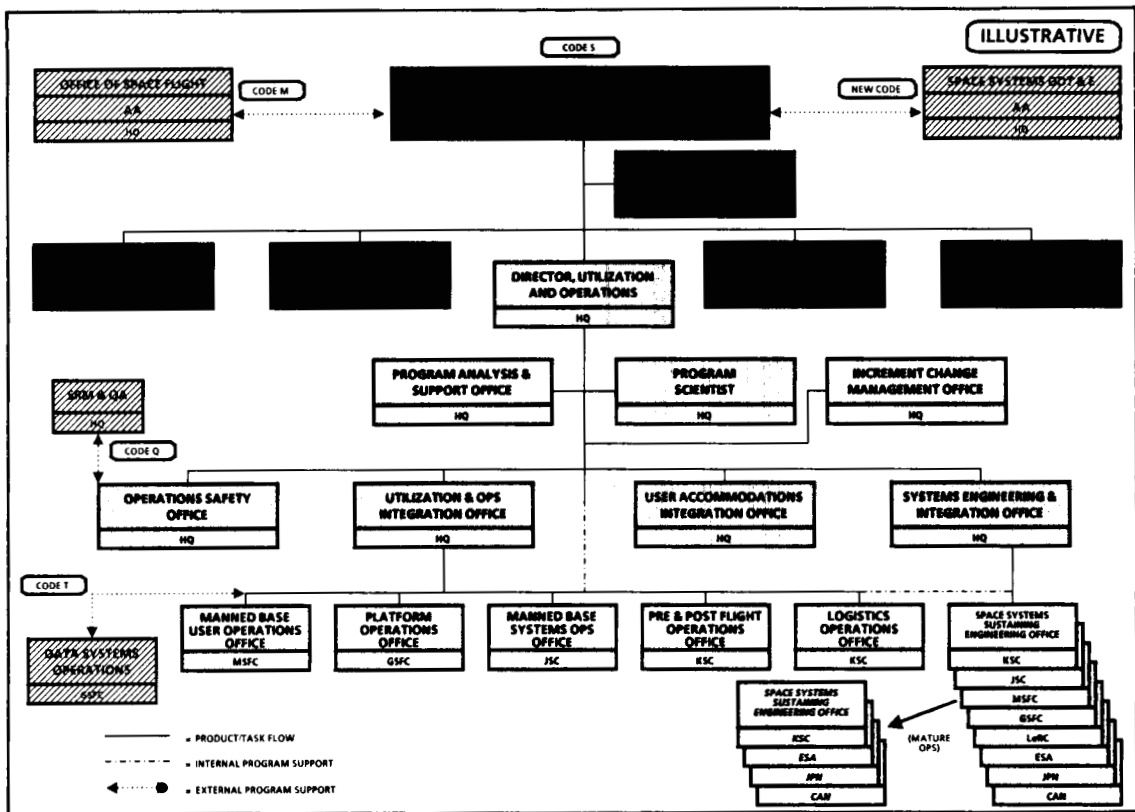 ILLUSTRATIVE
CODE S
OFFICE OF SPACE FLIGHT
AA
HQ
CODE M
NEW CODE
SPACE SYSTEMS DDT & E
AA
HQ
DIRECTOR, UTILIZATION
AND OPERATIONS
HQ
PROGRAM ANALYSIS &
SUPPORT OFFICE
HQ
PROGRAM
SCIENTIST
HQ
INCREMENT CHANGE
MANAGEMENT OFFICE
HQ
SRM & QA
HQ
CODE Q
OPERATIONS SAFETY
OFFICE
HQ
UTILIZATION & OPS
INTEGRATION OFFICE
HQ
USER ACCOMMODATIONS
INTEGRATION OFFICE
HQ
SYSTEMS ENGINEERING &
INTEGRATION OFFICE
HQ
CODE T
DATA SYSTEMS
OPERATIONS
MANNED BASE
USER OPERATIONS
OFFICE
MSFC
PLATFORM
OPERATIONS
OFFICE
GSFC
MANNED BASE
SYSTEMS OPS
OFFICE
JSC
PRE & POST FLIGHT
OPERATIONS
OFFICE
KSC
LOGISTICS
OPERATIONS
OFFICE
KSC
SPACE SYSTEMS
SUSTAINING
ENGINEERING OFFICE
KSC
JSC
MSFC
GSFC
LeRC
ESA
JPN
CAN
(MATURE
OPS)
SPACE SYSTEMS
SUSTAINING
ENGINEERING OFFICE
KSC
ESA
JPN
CAN
= PRODUCT/TASK FLOW
= INTERNAL PROGRAM SUPPORT
= EXTERNAL PROGRAM SUPPORT